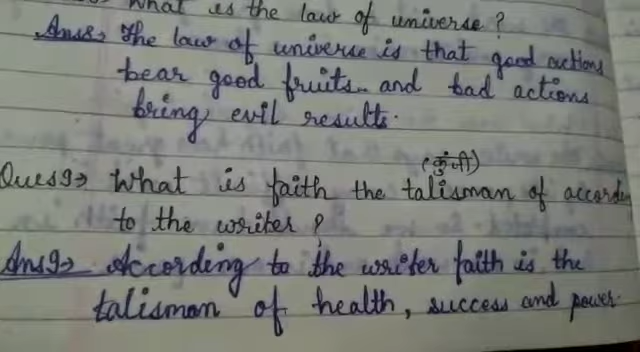 What is the law of universe ?
Ans8→ The law of universe is that good actions
bear good fruits and bad actions
bring evil results.
(कुंजी)
Ques9→ What is faith the talisman of accordin
to the writer ?
Ans9→ According to the writer faith is the
talisman of health, success and power.